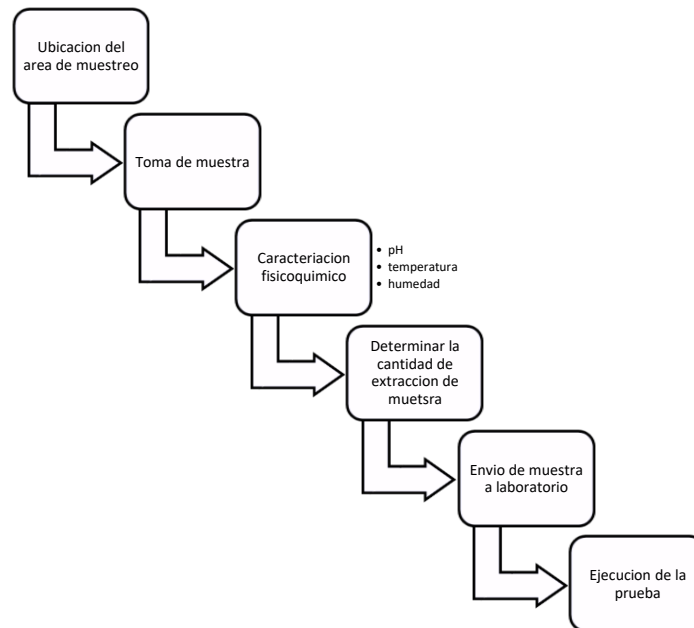 Ubicacion del
area de muestreo
Toma de muestra
Caracteriacion
fisicoquimico
• pH
• temperatura
• humedad
Determinar la
cantidad de
extraccion de
muetsra
Envio de muestra
a laboratorio
Ejecucion de la
prueba